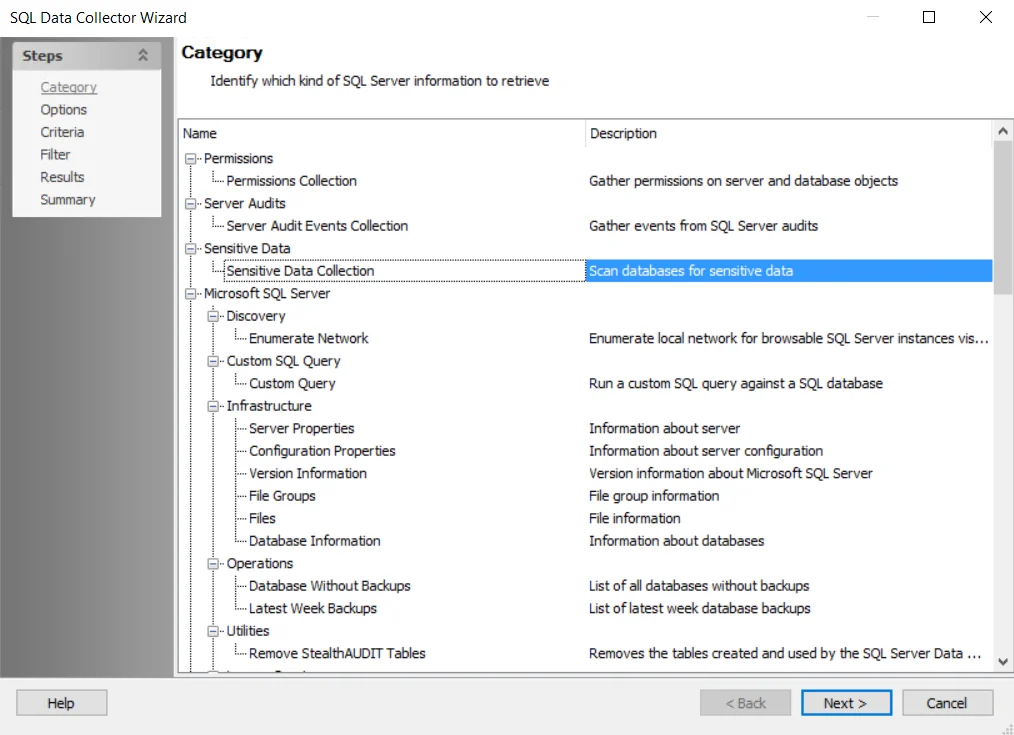 SQL Data Collector Wizard
Steps
Category
Options
Criteria
Filter
Results
Summary
Category
Identify which kind of SQL Server information to retrieve
Name Description
Permissions
Permissions Collection Gather permissions on server and database objects
Server Audits
Server Audit Events Collection Gather events from SQL Server audits
Sensitive Data
Sensitive Data Collection Scan databases for sensitive data
Microsoft SQL Server
Discovery
Enumerate Network Enumerate local network for browsable SQL Server instances vis...
Custom SQL Query
Custom Query Run a custom SQL query against a SQL database
Infrastructure
Server Properties Information about server
Configuration Properties Information about server configuration
Version Information Version information about Microsoft SQL Server
File Groups File group information
Files File information
Database Information Information about databases
Operations
Database Without Backups List of all databases without backups
Latest Week Backups List of latest week database backups
Utilities
Remove StealthAUDIT Tables Removes the tables created and used by the SQL Server Data ...
Help < Back Next > Cancel